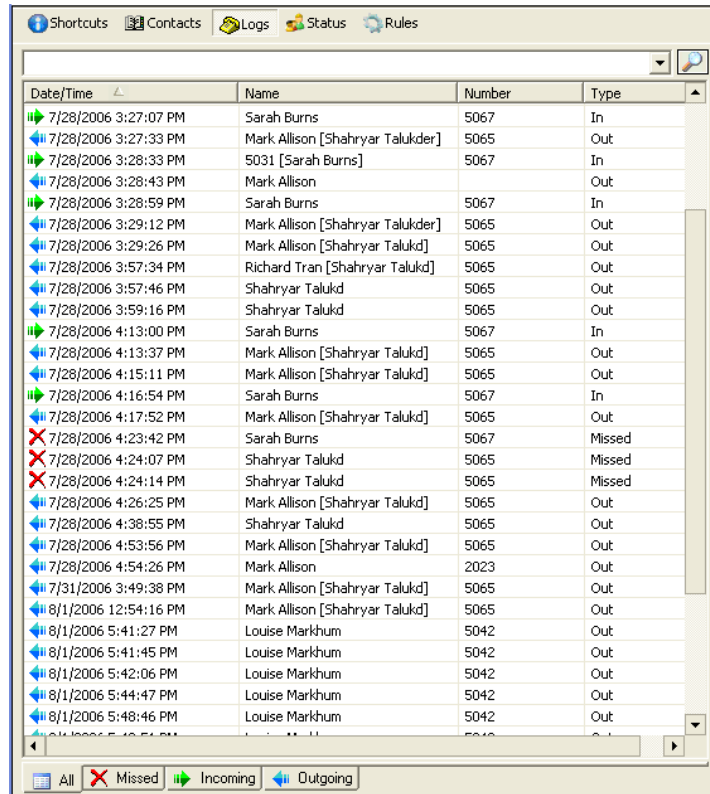 Shortcuts Contacts Logs Status Rules
Date/Time Name Number Type
7/28/2006 3:27:07 PM Sarah Burns 5067 In
7/28/2006 3:27:33 PM Mark Allison [Shahryar Talukder] 5065 Out
7/28/2006 3:28:33 PM 5031 [Sarah Burns] 5067 In
7/28/2006 3:28:43 PM Mark Allison Out
7/28/2006 3:28:59 PM Sarah Burns 5067 In
7/28/2006 3:29:12 PM Mark Allison [Shahryar Talukder] 5065 Out
7/28/2006 3:29:26 PM Mark Allison [Shahryar Talukd] 5065 Out
7/28/2006 3:57:34 PM Richard Tran [Shahryar Talukd] 5065 Out
7/28/2006 3:57:46 PM Shahryar Talukd 5065 Out
7/28/2006 3:59:16 PM Shahryar Talukd 5065 Out
7/28/2006 4:13:00 PM Sarah Burns 5067 In
7/28/2006 4:13:37 PM Mark Allison [Shahryar Talukd] 5065 Out
7/28/2006 4:15:11 PM Mark Allison [Shahryar Talukd] 5065 Out
7/28/2006 4:16:54 PM Sarah Burns 5067 In
7/28/2006 4:17:52 PM Mark Allison [Shahryar Talukd] 5065 Out
7/28/2006 4:23:42 PM Sarah Burns 5067 Missed
7/28/2006 4:24:07 PM Shahryar Talukd 5065 Missed
7/28/2006 4:24:14 PM Shahryar Talukd 5065 Missed
7/28/2006 4:26:25 PM Mark Allison [Shahryar Talukd] 5065 Out
7/28/2006 4:38:55 PM Shahryar Talukd 5065 Out
7/28/2006 4:53:56 PM Mark Allison [Shahryar Talukd] 5065 Out
7/28/2006 4:54:26 PM Mark Allison 2023 Out
7/31/2006 3:49:38 PM Mark Allison [Shahryar Talukd] 5065 Out
8/1/2006 12:54:16 PM Mark Allison [Shahryar Talukd] 5065 Out
8/1/2006 5:41:27 PM Louise Markhum 5042 Out
8/1/2006 5:41:45 PM Louise Markhum 5042 Out
8/1/2006 5:42:06 PM Louise Markhum 5042 Out
8/1/2006 5:44:47 PM Louise Markhum 5042 Out
8/1/2006 5:48:46 PM Louise Markhum 5042 Out
All Missed Incoming Outgoing